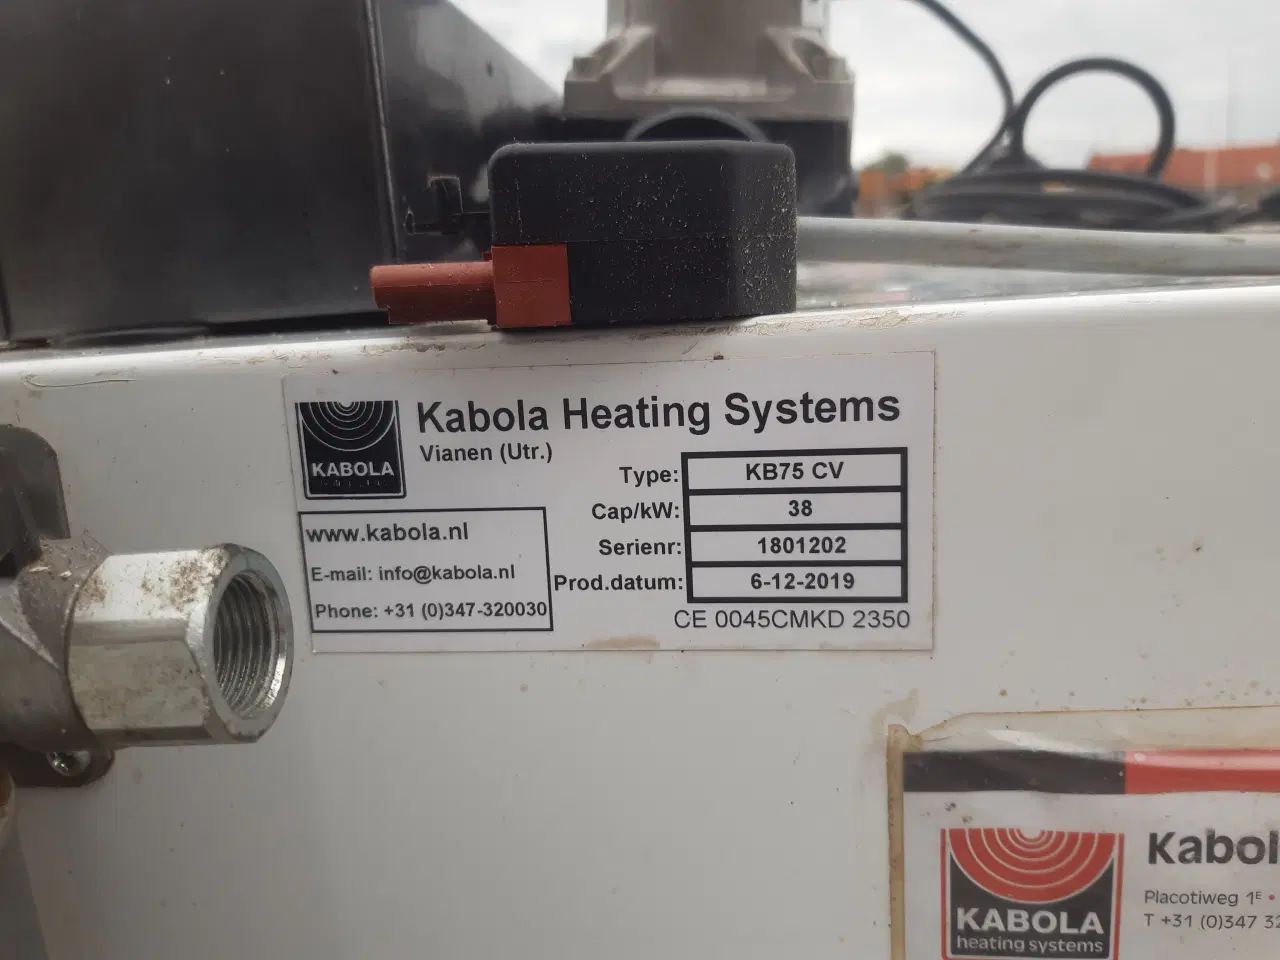 Kabola Heating Systems
Vianen (Utr.)
KABOLA
Type: KB75 CV
Cap/kW: 38
Serienr: 1801202
Prod.datum: 6-12-2019
CE 0045CMKD 2350
www.kabola.nl
E-mail: info@kabola.nl
Phone: +31 (0)347-320030
KABOLA
heating systems
Kabol
Placotiweg 1E •
T +31 (0)347 32